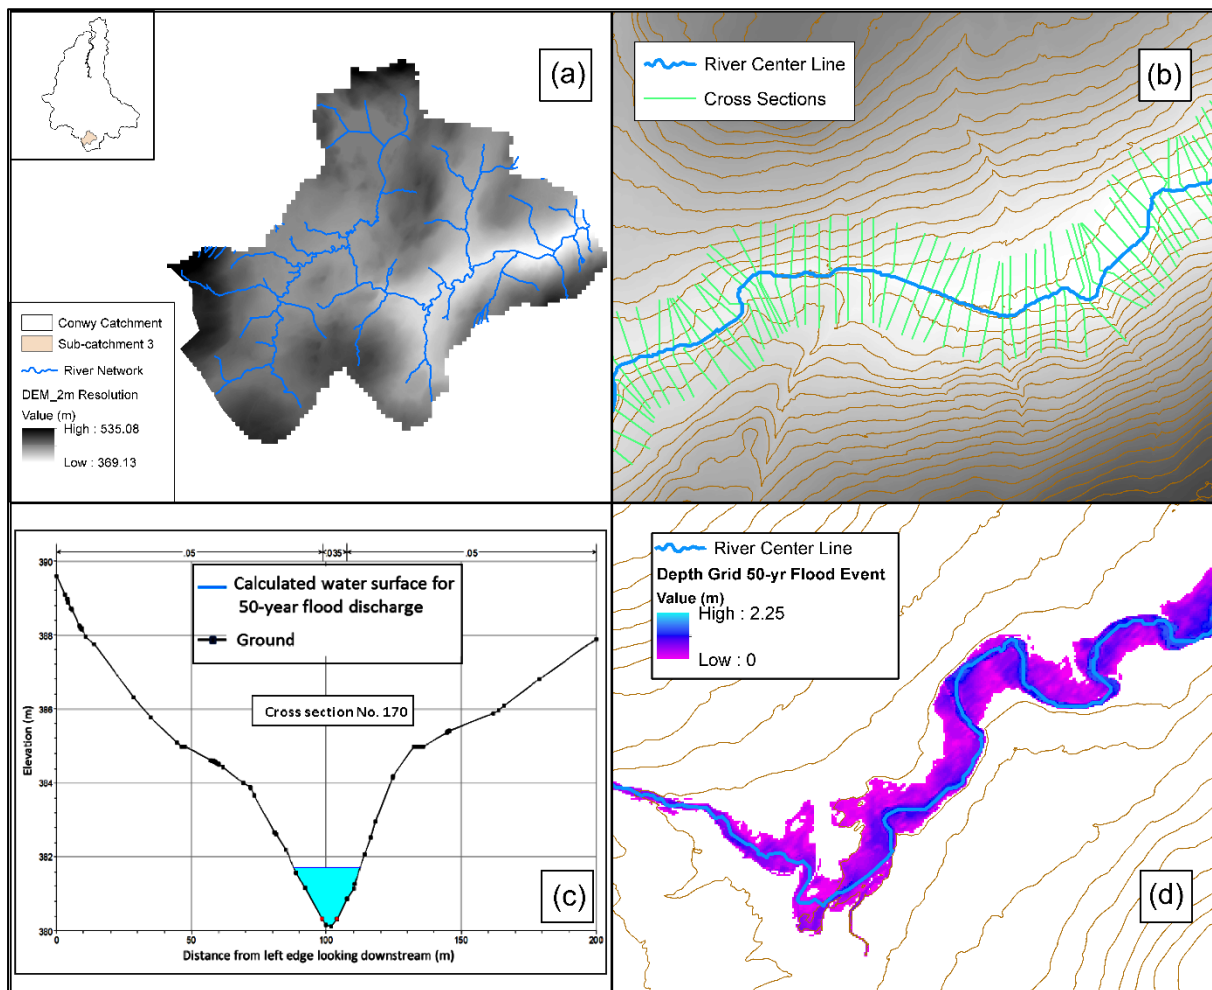 (a)
Conwy Catchment
Sub-catchment 3
River Network
DEM_2m Resolution
Value (m)
High : 535.08
Low : 369.13
(b)
River Center Line
Cross Sections
.05
.035
.05
390
388
386
384
382
380
Elevation (m)
Calculated water surface for
50-year flood discharge
Ground
Cross section No. 170
(c)
0
50
100
150
200
Distance from left edge looking downstream (m)
River Center Line
Depth Grid 50-yr Flood Event
Value (m)
High : 2.25
Low : 0
(d)